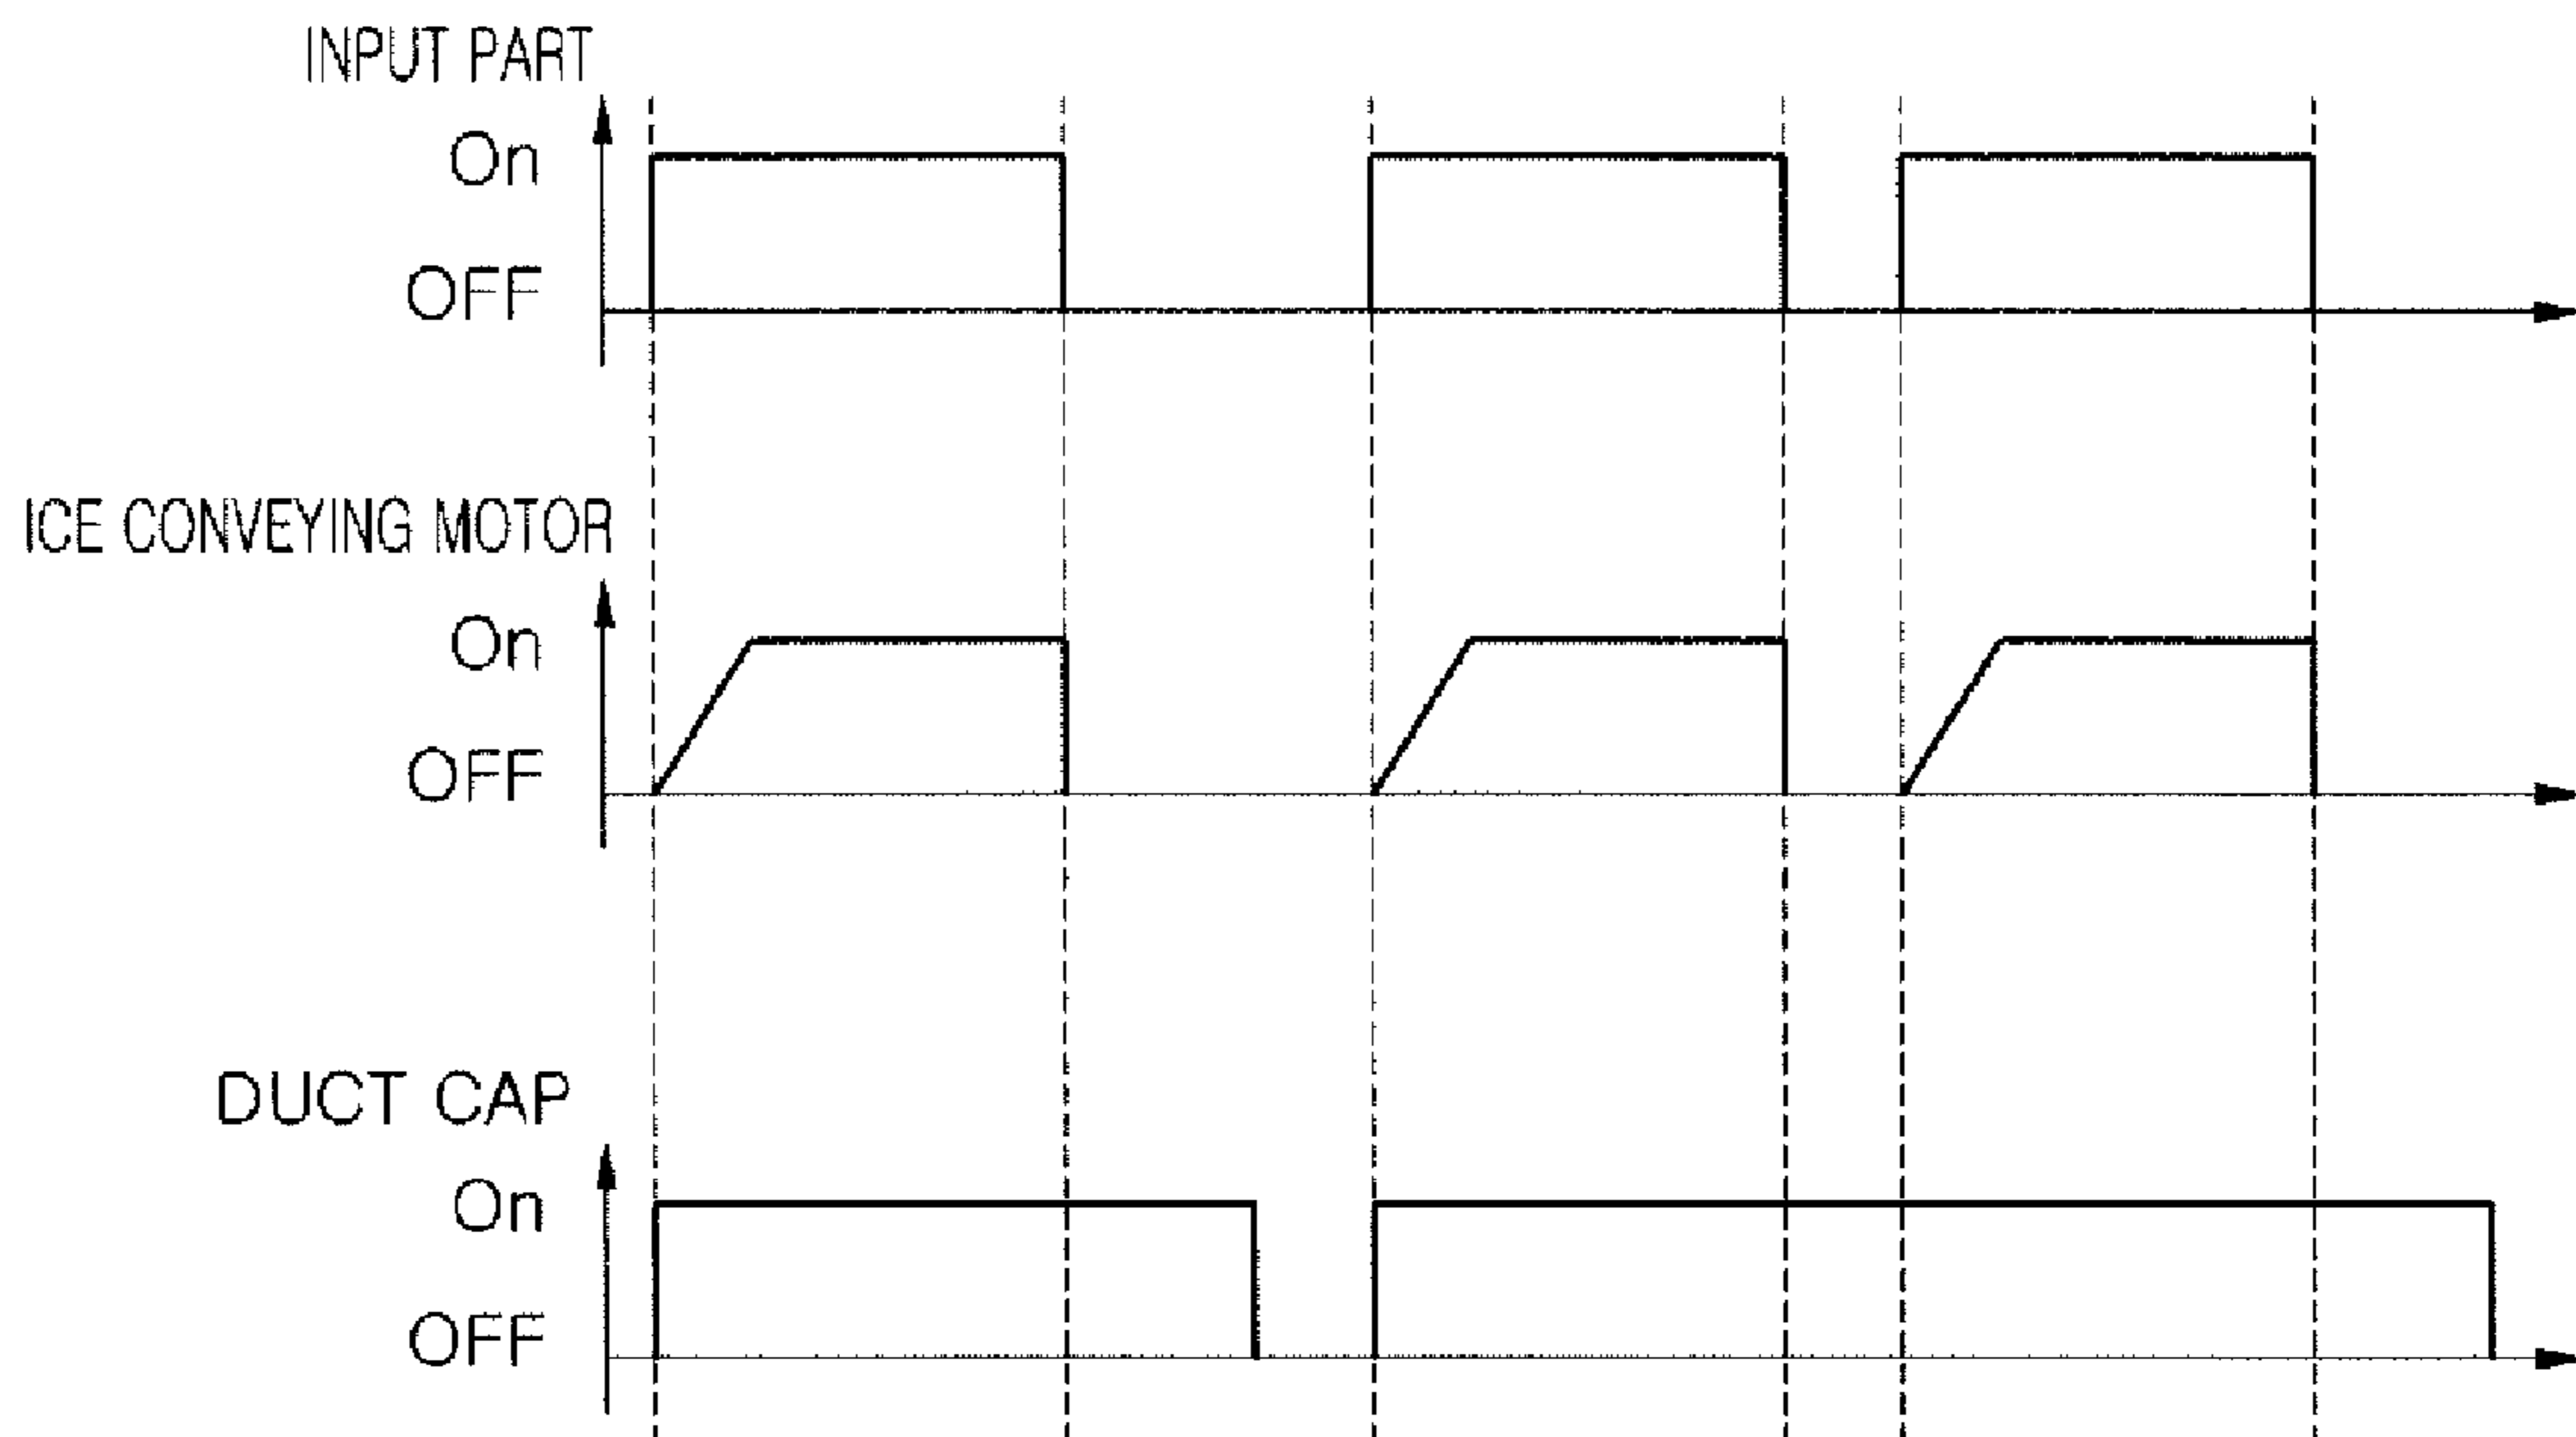 INPUT PART
On
OFF
ICE CONVEYING MOTOR
On
OFF
DUCT CAP
On
OFF